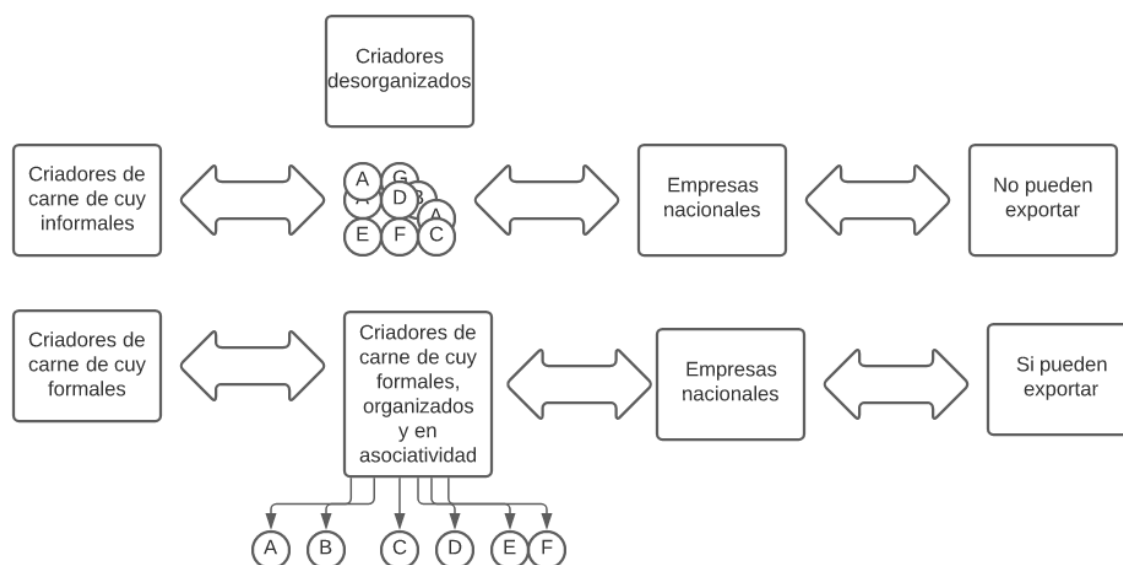 Criadores
desorganizados
Criadores de
carne de cuy
informales
A
G
A
D
B
A
E
F
C
Empresas
nacionales
No pueden
exportar
Criadores de
carne de cuy
formales
Criadores de
carne de cuy
formales,
organizados
y en
asociatividad
Empresas
nacionales
Si pueden
exportar
A
B
C
D
E
F